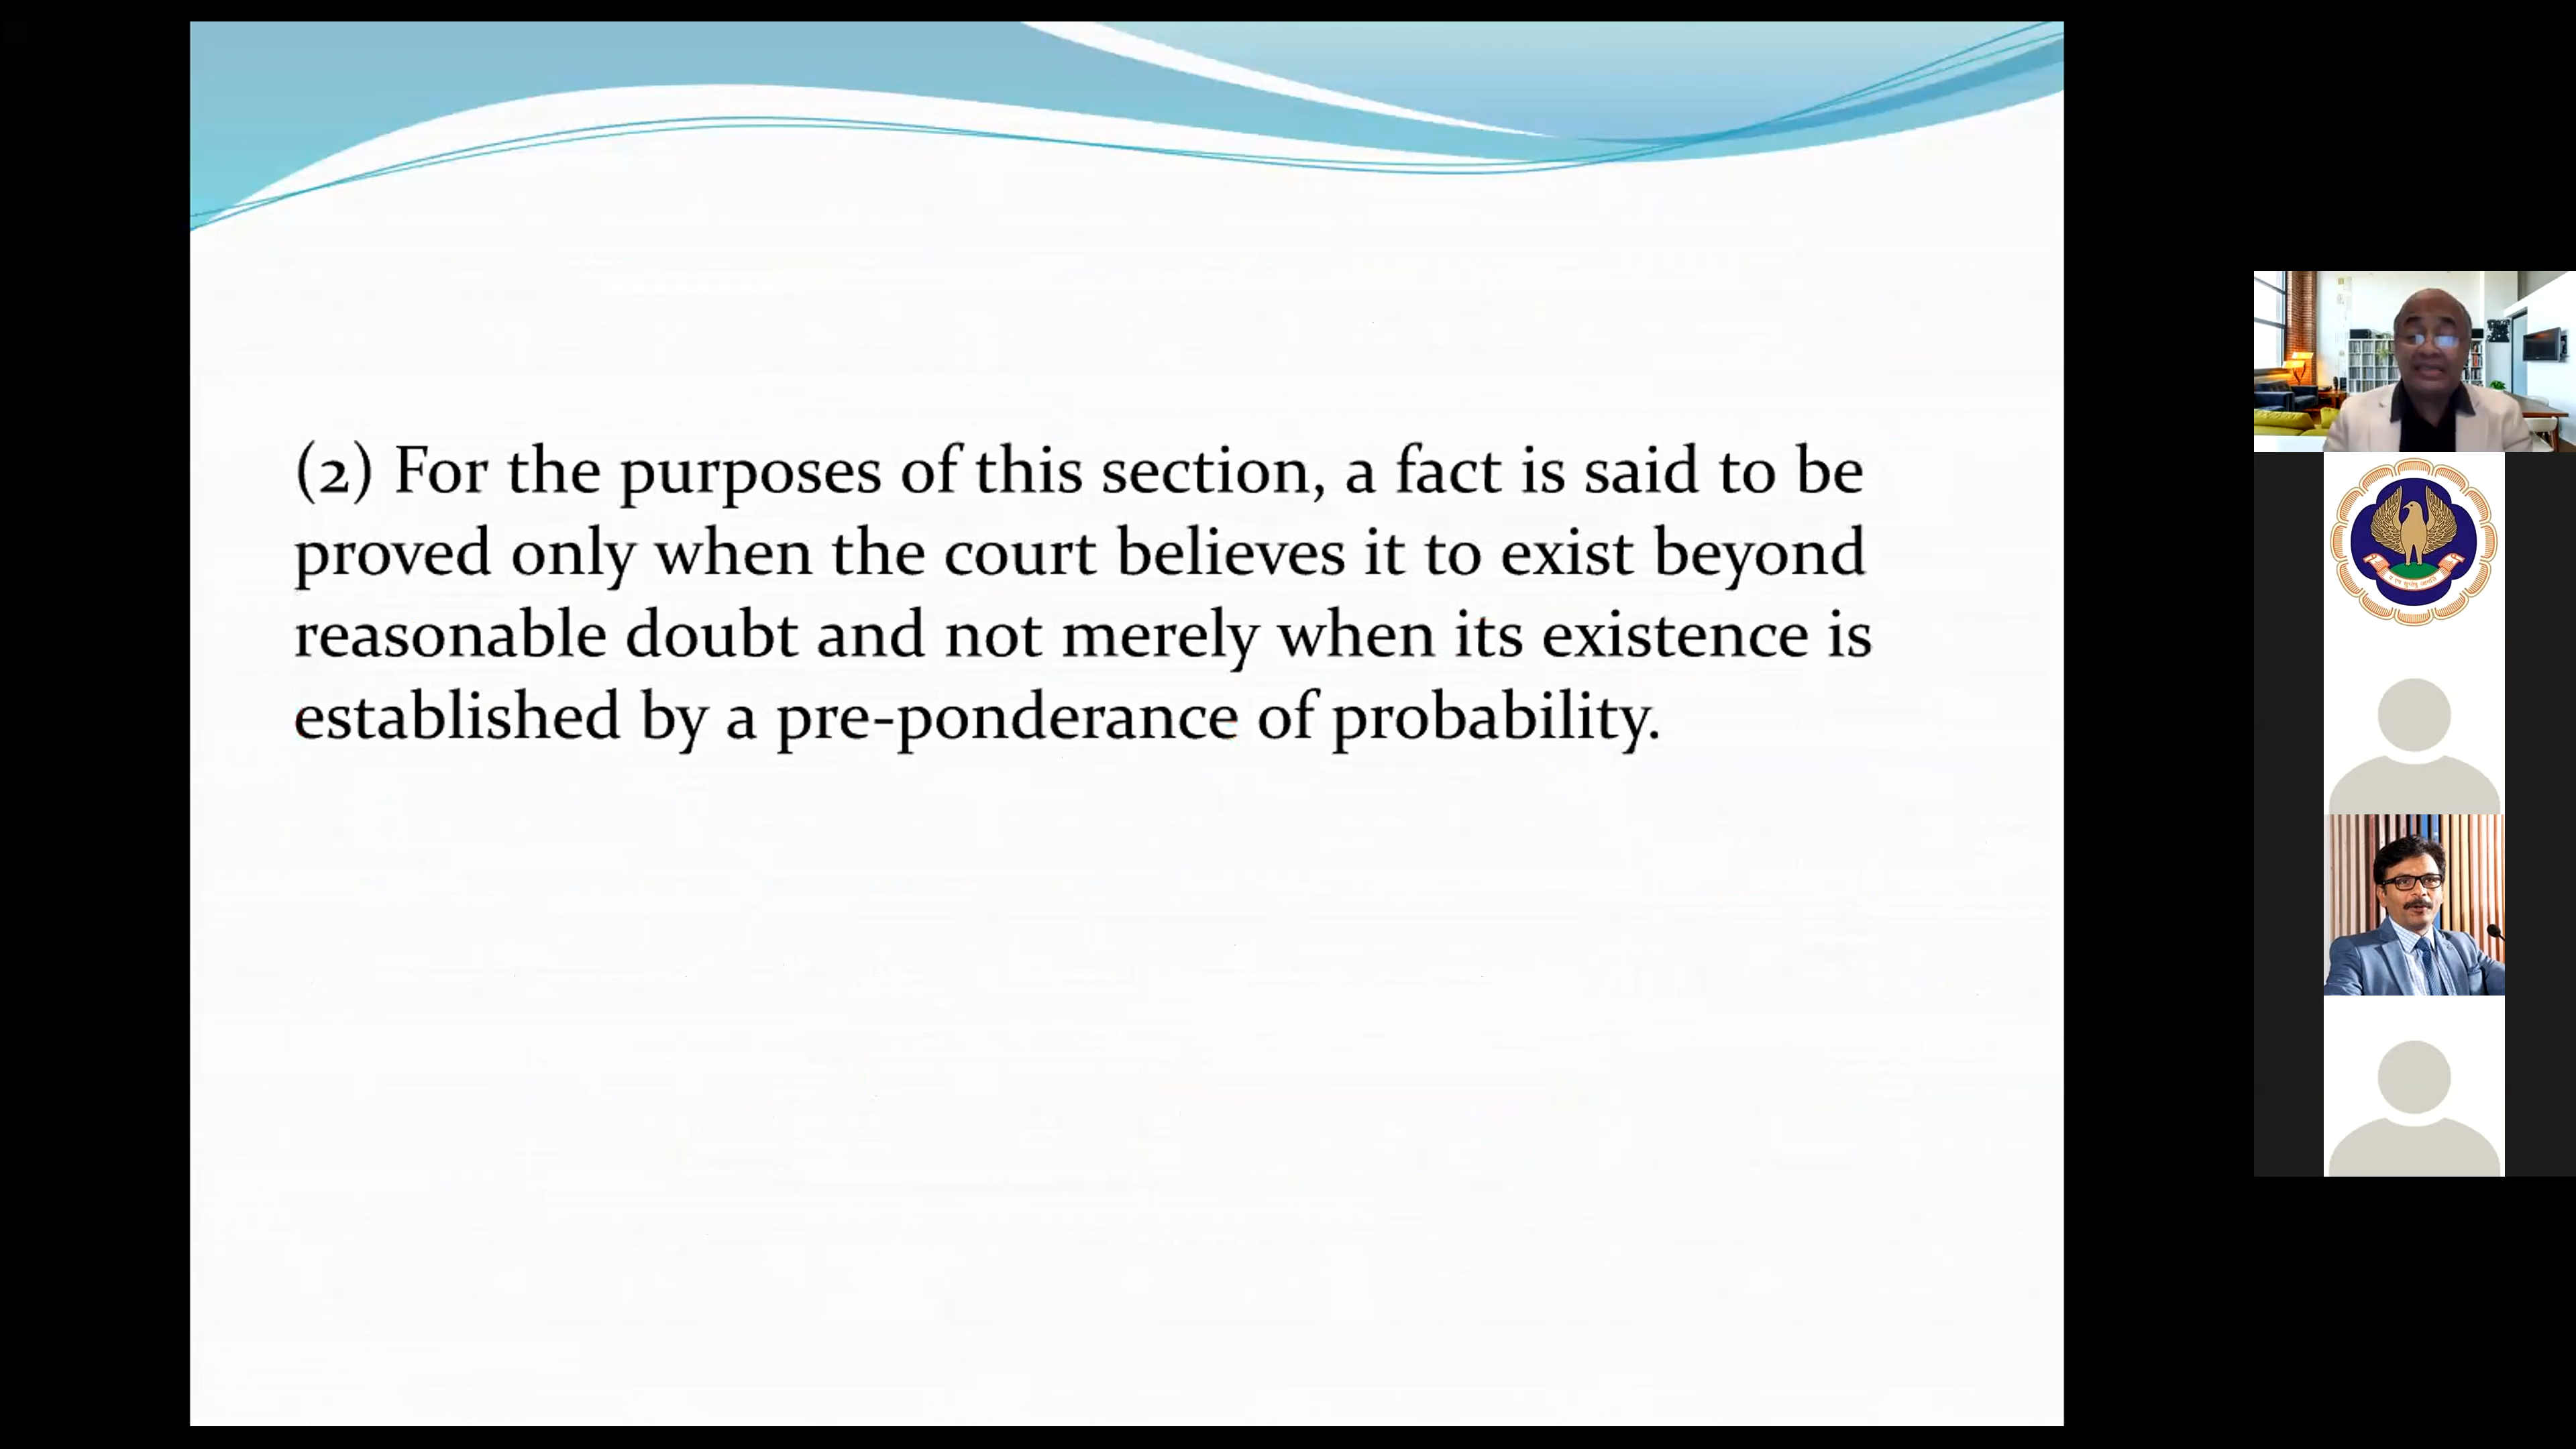 (2) For the purposes of this section, a fact is said to be
proved only when the court believes it to exist beyond
reasonable doubt and not merely when its existence is
established by a pre-ponderance of probability.